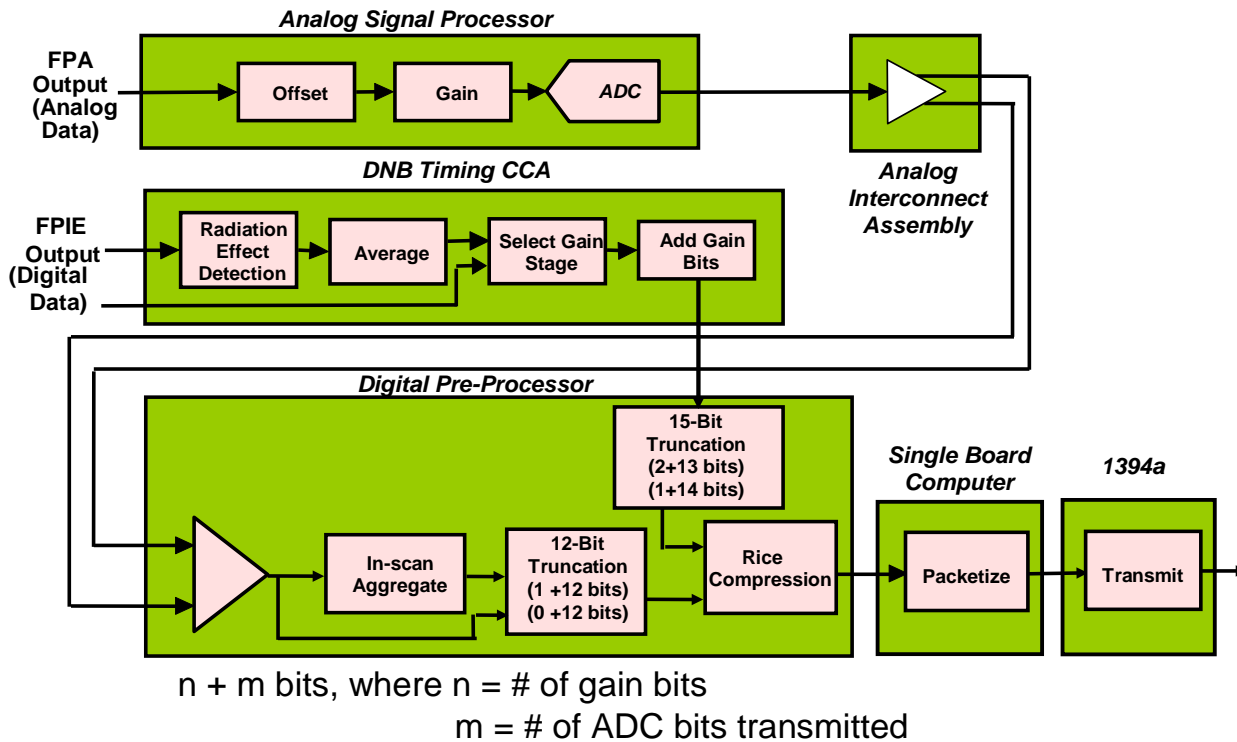 Analog Signal Processor
FPA
Output
(Analog
Data)
Offset
Gain
ADC
Analog
Interconnect
Assembly
DNB Timing CCA
FPIE
Output
(Digital
Data)
Radiation
Effect
Detection
Average
Select Gain
Stage
Add Gain
Bits
Digital Pre-Processor
15-Bit
Truncation
(2+13 bits)
(1+14 bits)
In-scan
Aggregate
12-Bit
Truncation
(1 +12 bits)
(0 +12 bits)
Rice
Compression
Single Board
Computer
Packetize
1394a
Transmit
n + m bits, where n = # of gain bits
m = # of ADC bits transmitted